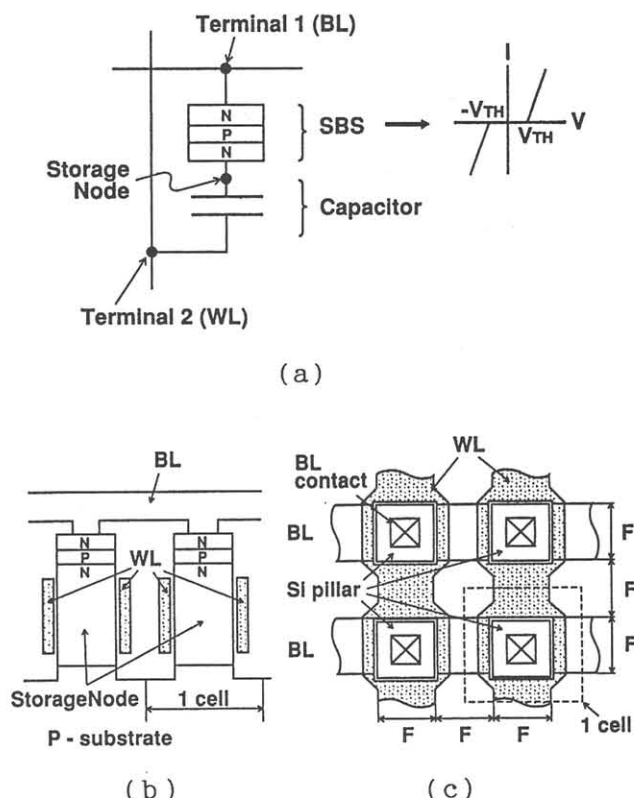 Terminal 1 (BL)
N
P
N
SBS
I
-VTH
V
VTH
Storage
Node
Capacitor
Terminal 2 (WL)
(a)
BL
N
P
N
N
P
N
WL
StorageNode
1 cell
P - substrate
(b)
BL
contact
WL
BL
F
Si pillar
F
BL
F
F
F
F
1 cell
(c)